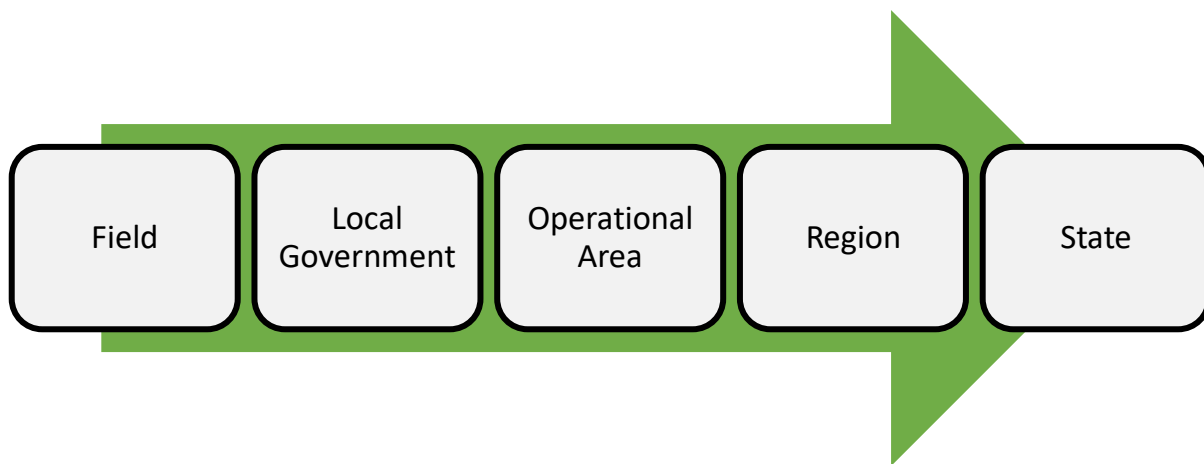 Field
Local
Government
Operational
Area
Region
State